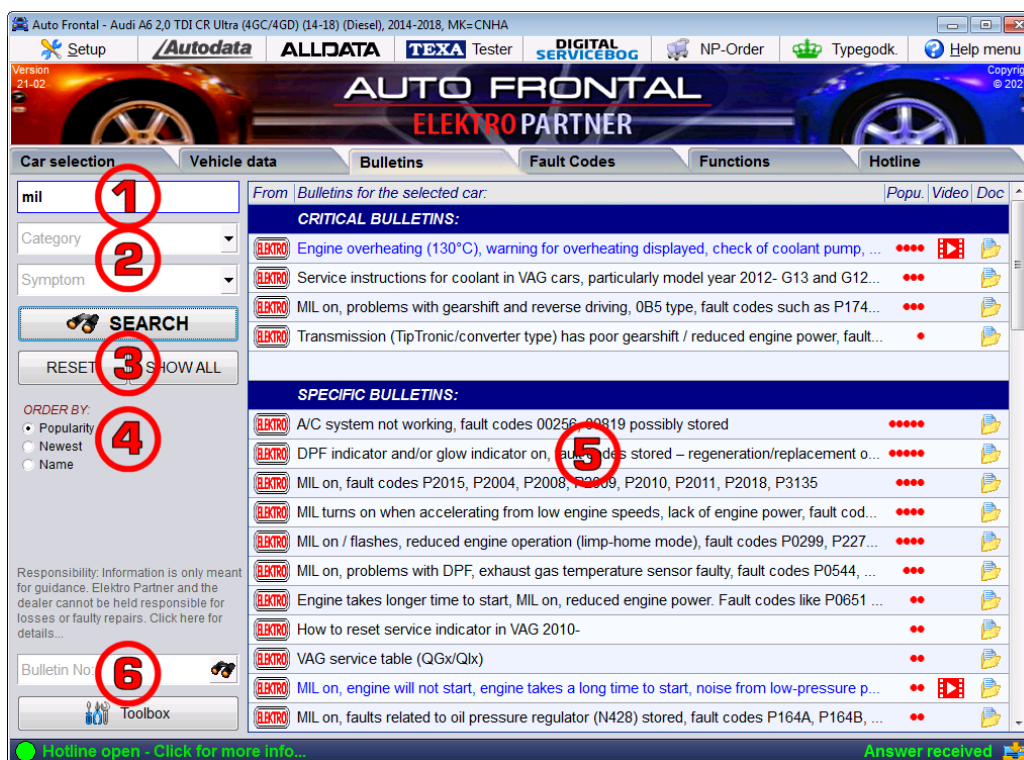 Auto Frontal - Audi A6 2,0 TDI CR Ultra (4GC/4GD) (14-18) (Diesel), 2014-2018, MK=CNHA
Setup /Autodata ALLDATA TEXA Tester DIGITAL SERVICEBOG NP-Order Typegodk. Help menu
Version
21-02
AUTO FRONTAL
ELEKTRO PARTNER
Car selection Vehicle data Bulletins Fault Codes Functions Hotline
mil
1
Category
2
Symptom
SEARCH
RESET 3 SHOW ALL
ORDER BY:
Popularity
Newest
Name
4
Responsibility: Information is only meant
for guidance. Elektro Partner and the
dealer cannot be held responsible for
losses or faulty repairs. Click here for
details...
Bulletin No:
6
Toolbox
From Bulletins for the selected car: Popu. Video Doc
CRITICAL BULLETINS:
ELEKTRO Engine overheating (130°C), warning for overheating displayed, check of coolant pump, ...
ELEKTRO Service instructions for coolant in VAG cars, particularly model year 2012- G13 and G12...
ELEKTRO MIL on, problems with gearshift and reverse driving, 0B5 type, fault codes such as P174...
ELEKTRO Transmission (TipTronic/converter type) has poor gearshift / reduced engine power, fault...
SPECIFIC BULLETINS:
ELEKTRO A/C system not working, fault codes 00256, 00819 possibly stored
5
ELEKTRO DPF indicator and/or glow indicator on, fault codes stored – regeneration/replacement o...
ELEKTRO MIL on, fault codes P2015, P2004, P2008, P2009, P2010, P2011, P2018, P3135
ELEKTRO MIL turns on when accelerating from low engine speeds, lack of engine power, fault cod...
ELEKTRO MIL on / flashes, reduced engine operation (limp-home mode), fault codes P0299, P227...
ELEKTRO MIL on, problems with DPF, exhaust gas temperature sensor faulty, fault codes P0544, ...
ELEKTRO Engine takes longer time to start, MIL on, reduced engine power. Fault codes like P0651 ...
ELEKTRO How to reset service indicator in VAG 2010-
ELEKTRO VAG service table (QGx/QIx)
ELEKTRO MIL on, engine will not start, engine takes a long time to start, noise from low-pressure p...
ELEKTRO MIL on, faults related to oil pressure regulator (N428) stored, fault codes P164A, P164B, ...
Hotline open - Click for more info... Answer received